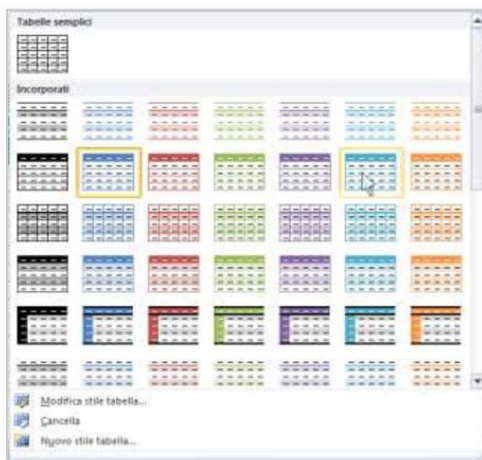 Tabelle semplici
Incorporati
Modifica stile tabella...
Cancella
Nuovo stile tabella...